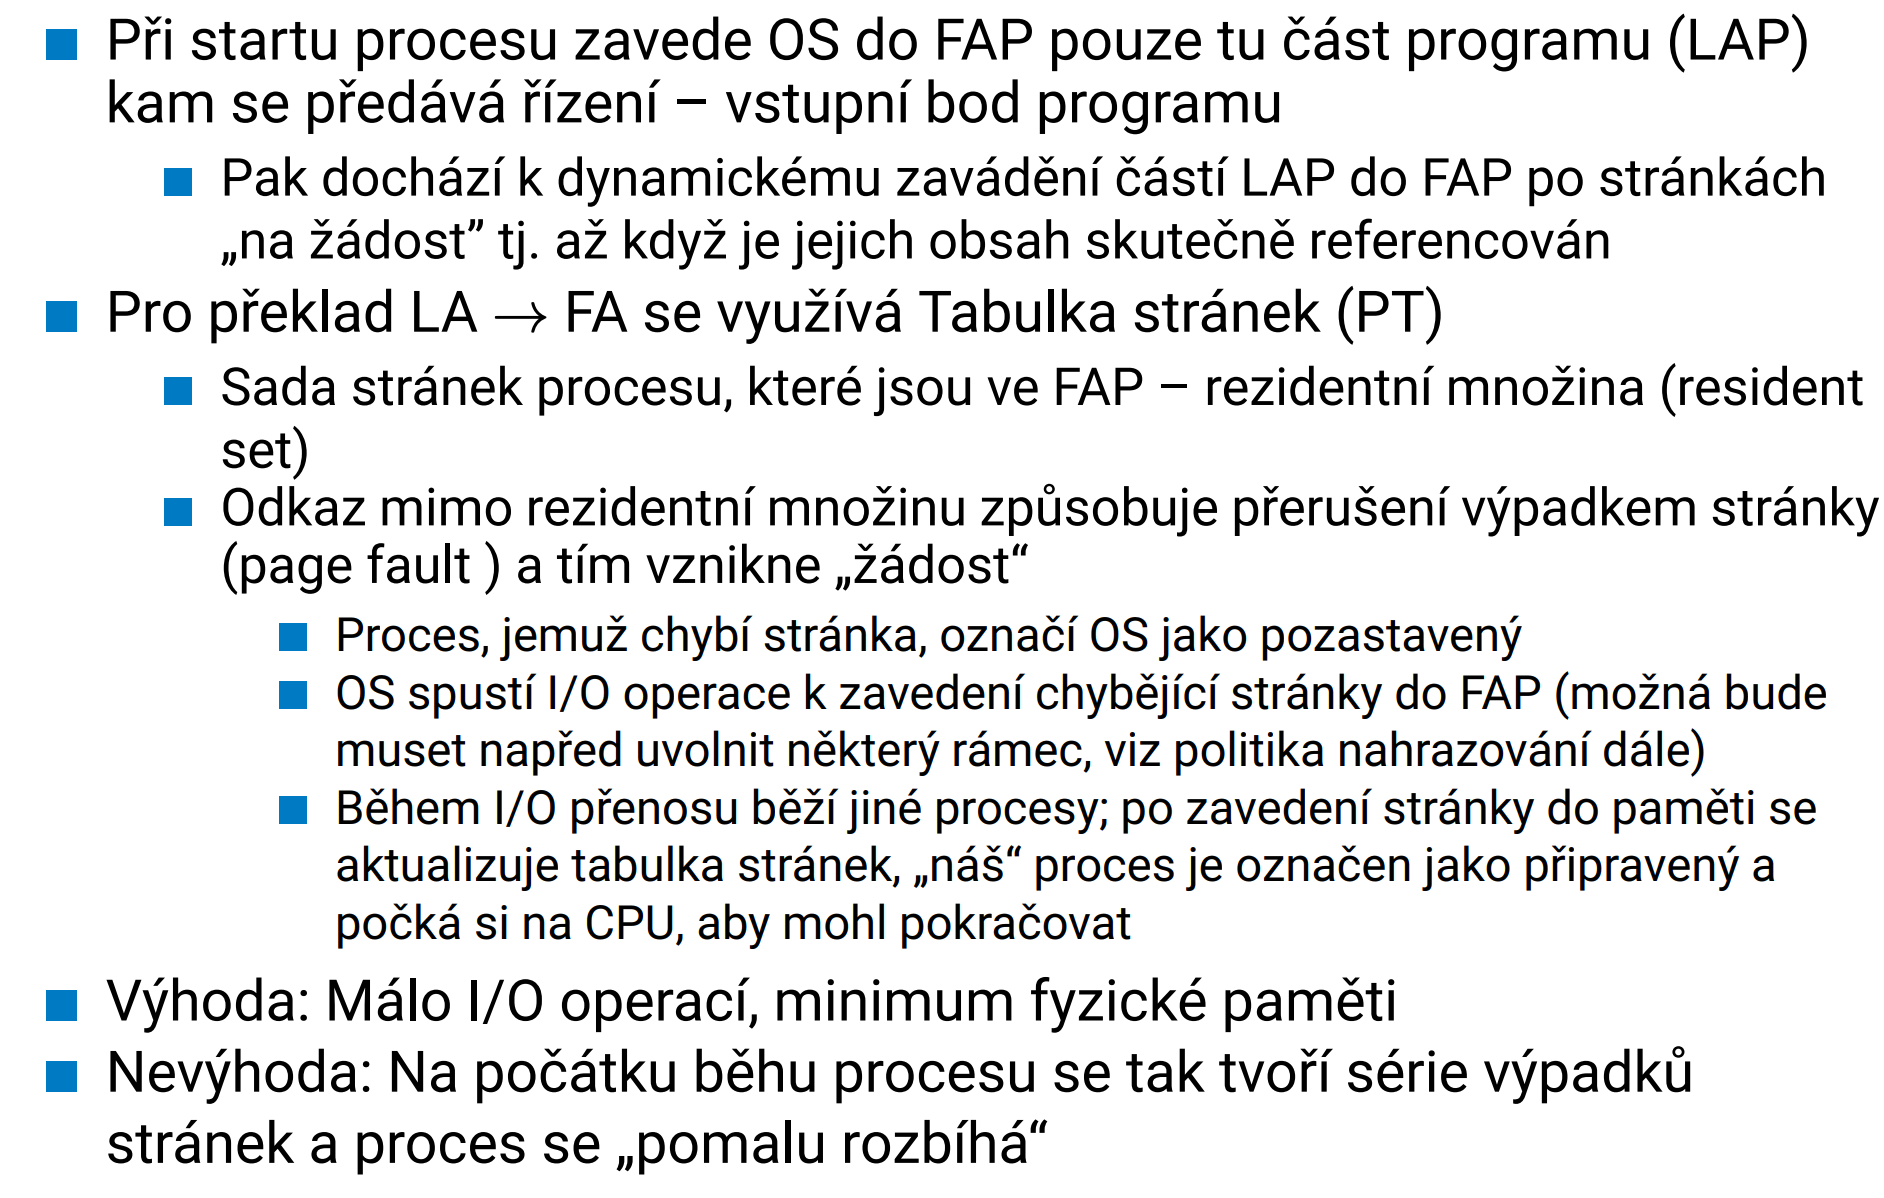 Při startu procesu zavede OS do FAP pouze tu část programu (LAP)
kam se předává řízení – vstupní bod programu
Pak dochází k dynamickému zavádění částí LAP do FAP po stránkách
„na žádost” tj. až když je jejich obsah skutečně referencován
Pro překlad LA → FA se využívá Tabulka stránek (PT)
Sada stránek procesu, které jsou ve FAP – rezidentní množina (resident
set)
Odkaz mimo rezidentní množinu způsobuje přerušení výpadkem stránky
(page fault ) a tím vznikne „žádost“
Proces, jemuž chybí stránka, označí OS jako pozastavený
OS spustí I/O operace k zavedení chybějící stránky do FAP (možná bude
muset napřed uvolnit některý rámec, viz politika nahrazování dále)
Během I/O přenosu běží jiné procesy; po zavedení stránky do paměti se
aktualizuje tabulka stránek, „náš“ proces je označen jako připravený a
počká si na CPU, aby mohl pokračovat
Výhoda: Málo I/O operací, minimum fyzické paměti
Nevýhoda: Na počátku běhu procesu se tak tvoří série výpadků
stránek a proces se „pomalu rozbíhá“